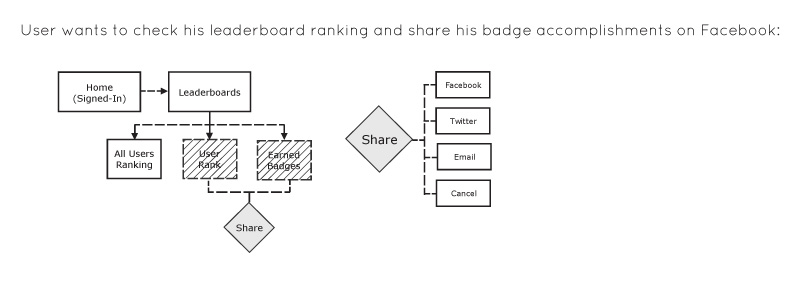 User wants to check his leaderboard ranking and share his badge accomplishments on Facebook:
Home
(Signed-In)
Leaderboards
All Users
Ranking
User
Rank
Earned
Badges
Share
Share
Facebook
Twitter
Email
Cancel